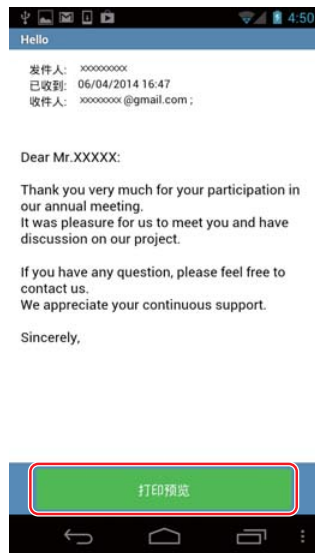 4:50
Hello
发件人: xxxxxxxxx
已收到: 06/04/2014 16:47
收件人: xxxxxxxx@gmail.com ;
Dear Mr.XXXXX:
Thank you very much for your participation in
our annual meeting.
It was pleasure for us to meet you and have
discussion on our project.
If you have any question, please feel free to
contact us.
We appreciate your continuous support.
Sincerely,
打印预览